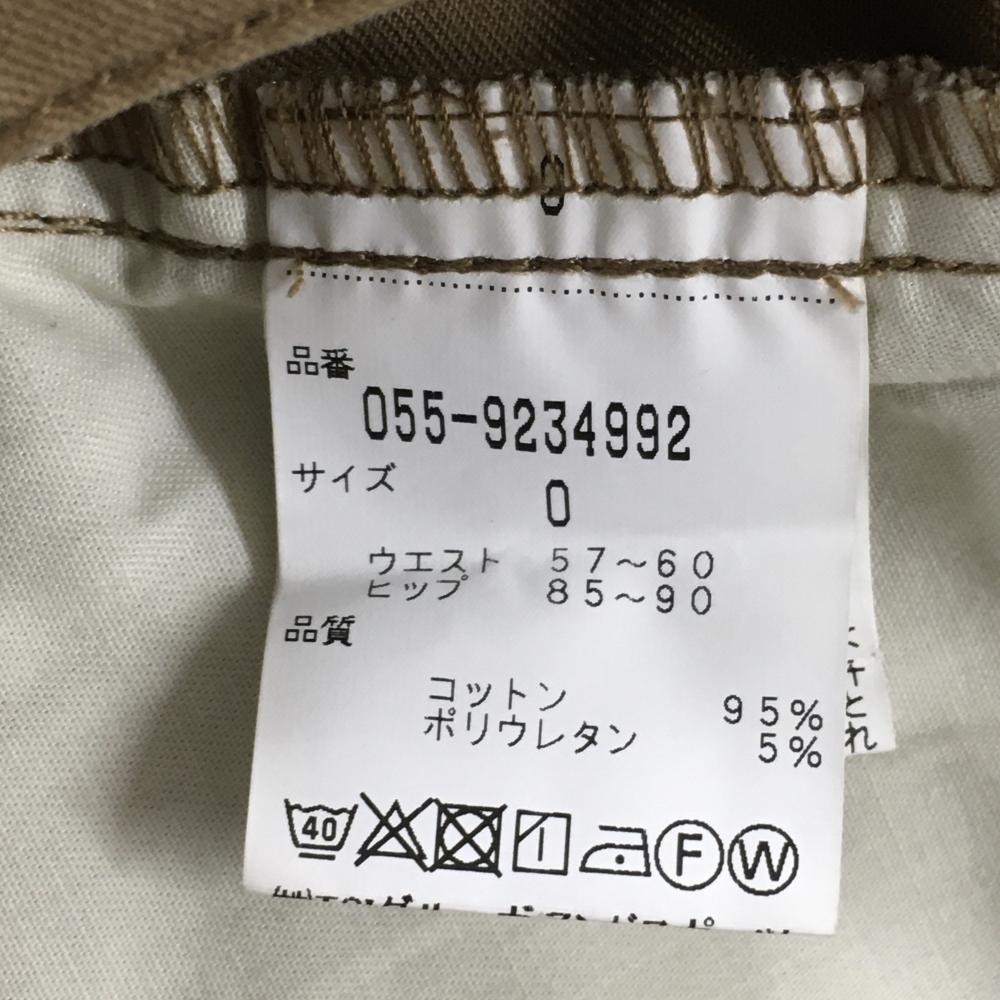 0
品番
055-9234992
サイズ
0
ウエスト 57～60
ヒップ 85～90
品質
コットン 95%
ポリウレタン 5%
40 F W